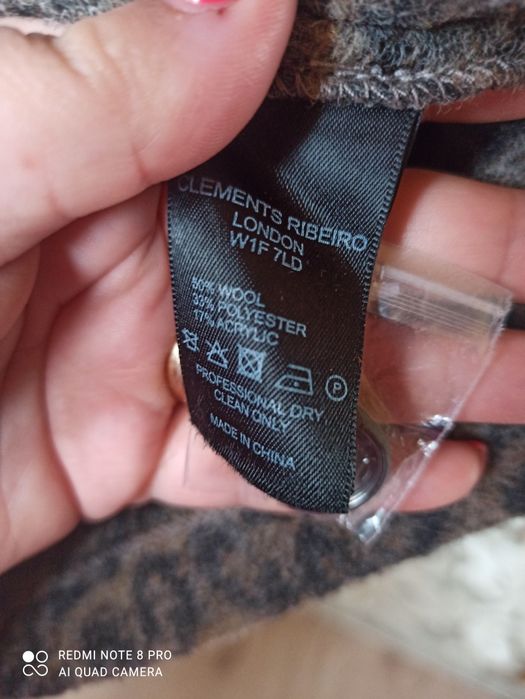 CLEMENTS RIBEIRO
LONDON
W1F 7LD
50% WOOL
33% POLYESTER
17% ACRYLIC
P
PROFESSIONAL DRY
CLEAN ONLY
MADE IN CHINA
REDMI NOTE 8 PRO
AI QUAD CAMERA